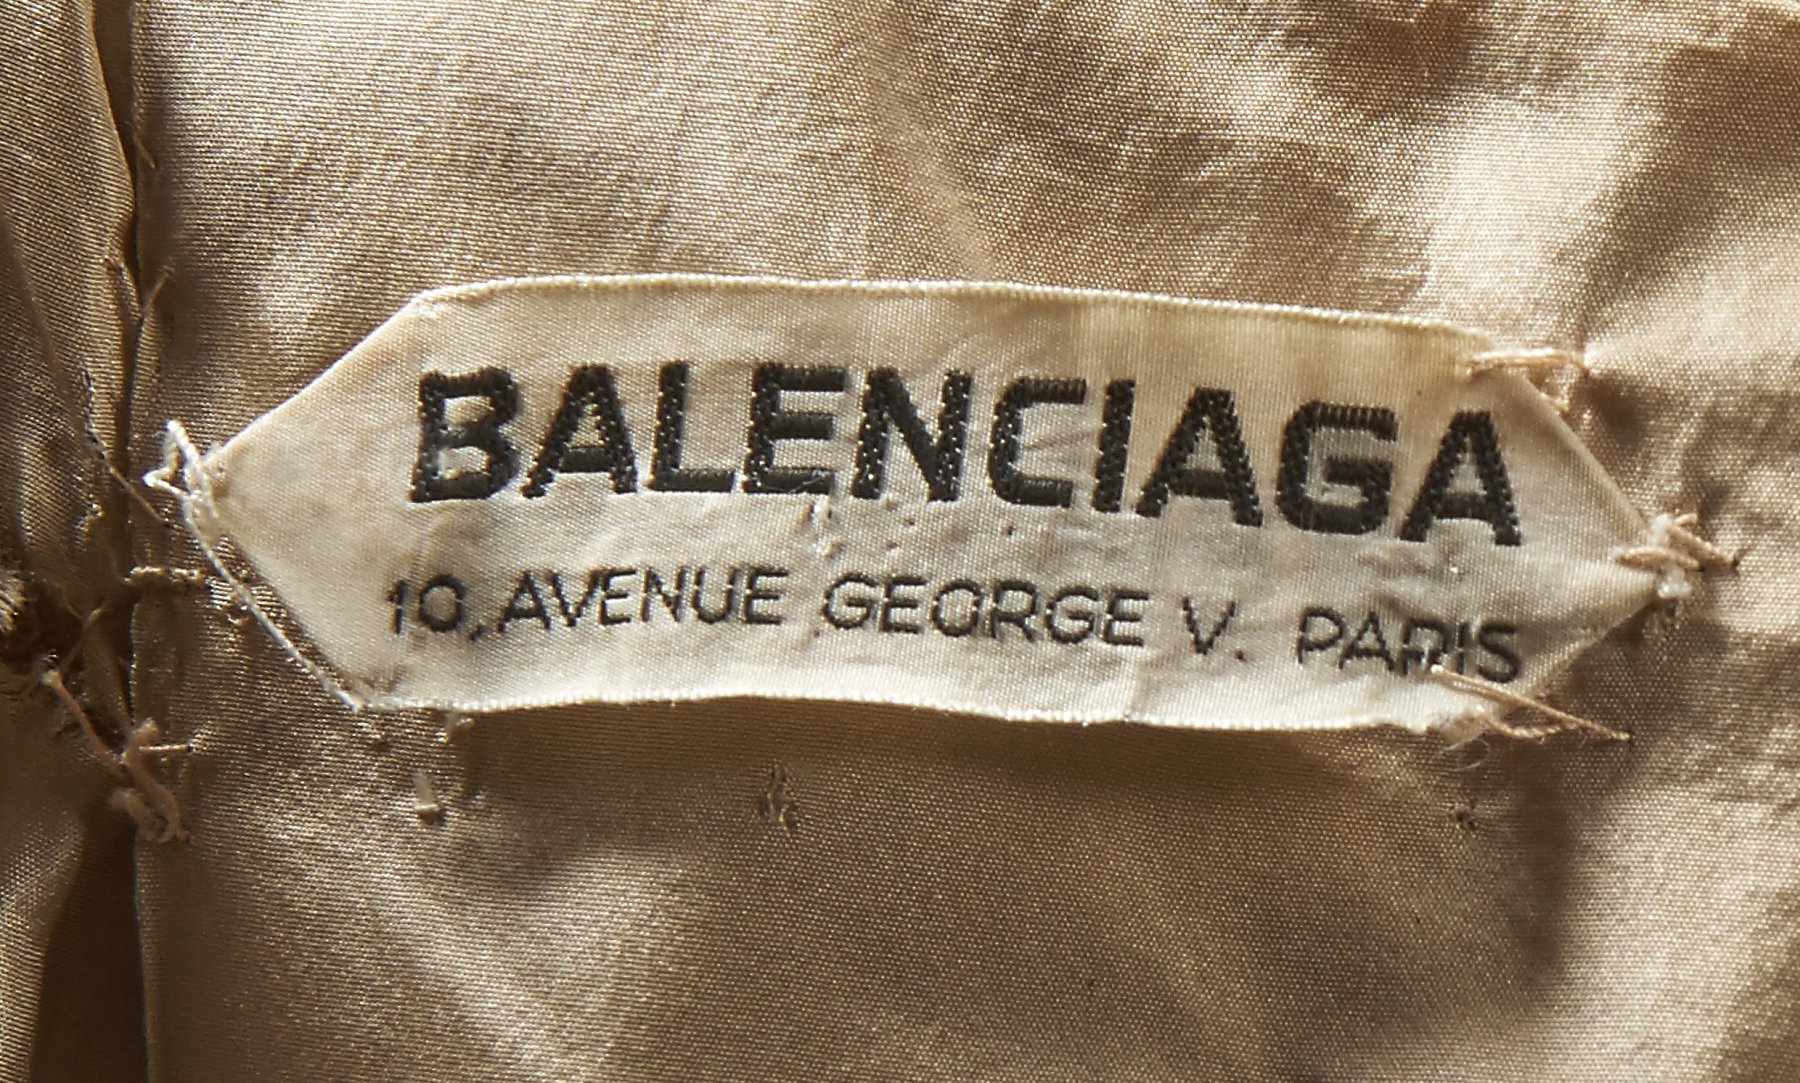 BALENCIAGA
10, AVENUE GEORGE V. PARIS